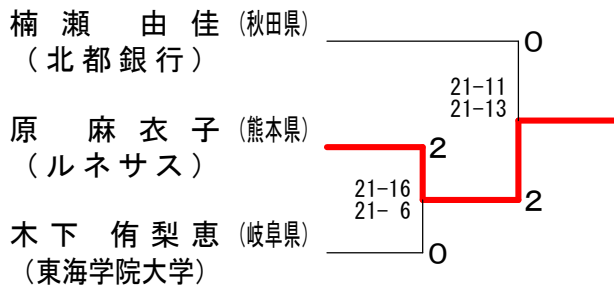 楠瀬 由佳 (秋田県)
(北都銀行)
0
21-11
21-13
原 麻衣子 (熊本県)
(ルネサス)
2
21-16
21- 6
2
木下 侑梨恵 (岐阜県)
(東海学院大学)
0